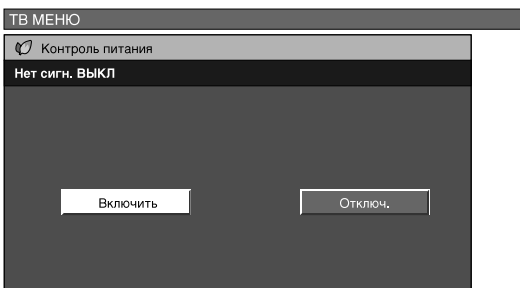 ТВ МЕНЮ
Контроль питания
Нет сигн. ВЫКЛ
Включить
Отключ.